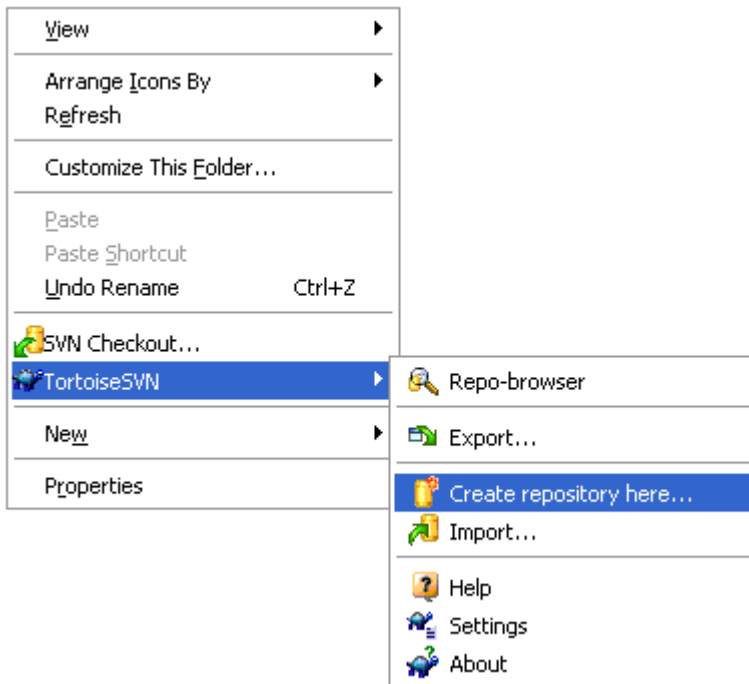 View
Arrange Icons By
Refresh
Customize This Folder...
Paste
Paste Shortcut
Undo Rename Ctrl+Z
SVN Checkout...
TortoiseSVN
New
Properties
Repo-browser
Export...
Create repository here...
Import...
Help
Settings
About